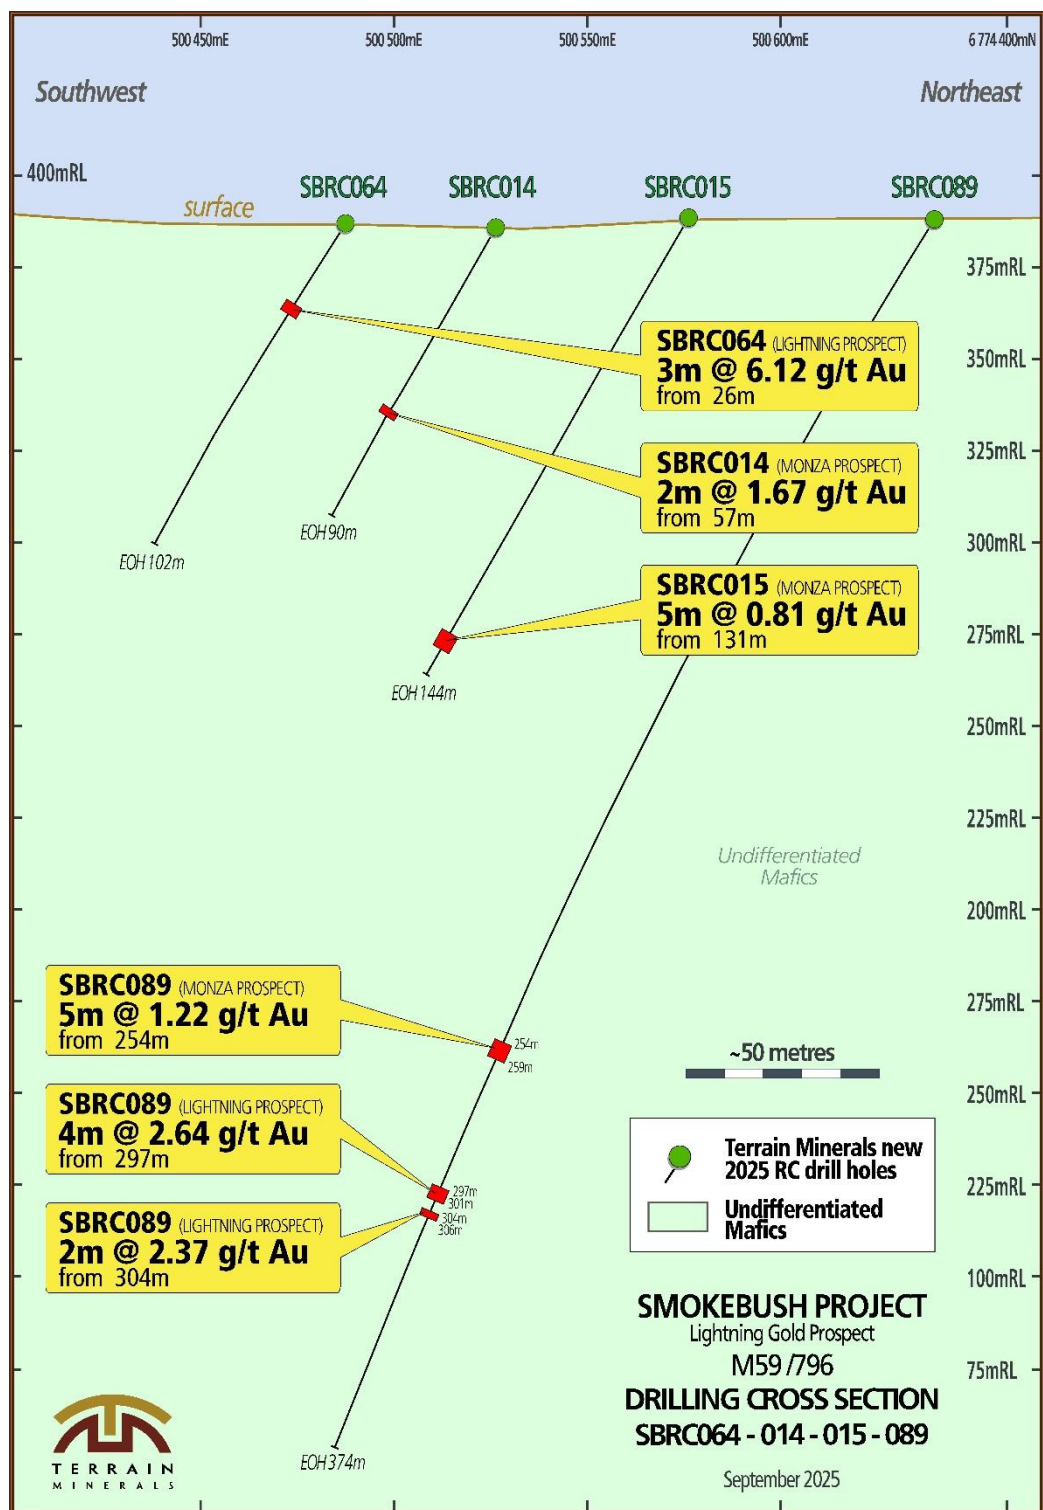 500 450mE
500 500mE
500 550mE
500 600mE
6 774 400mN
Southwest
Northeast
400mRL
surface
SBRC064
SBRC014
SBRC015
SBRC089
375mRL
SBRC064 (LIGHTNING PROSPECT)
3m @ 6.12 g/t Au
from 26m
350mRL
SBRC014 (MONZA PROSPECT)
2m @ 1.67 g/t Au
from 57m
325mRL
EOH 102m
EOH 90m
300mRL
SBRC015 (MONZA PROSPECT)
5m @ 0.81 g/t Au
from 131m
275mRL
EOH 144m
250mRL
225mRL
Undifferentiated
Mafics
200mRL
SBRC089 (MONZA PROSPECT)
5m @ 1.22 g/t Au
from 254m
254m
259m
275mRL
~50 metres
250mRL
SBRC089 (LIGHTNING PROSPECT)
4m @ 2.64 g/t Au
from 297m
297m
301m
304m
306m
Terrain Minerals new
2025 RC drill holes
225mRL
Undifferentiated
Mafics
SBRC089 (LIGHTNING PROSPECT)
2m @ 2.37 g/t Au
from 304m
100mRL
SMOKEBUSH PROJECT
Lightning Gold Prospect
M59 /796
75mRL
DRILLING CROSS SECTION
SBRC064 - 014 - 015 - 089
September 2025
EOH 374m
TERRAIN
MINERALS